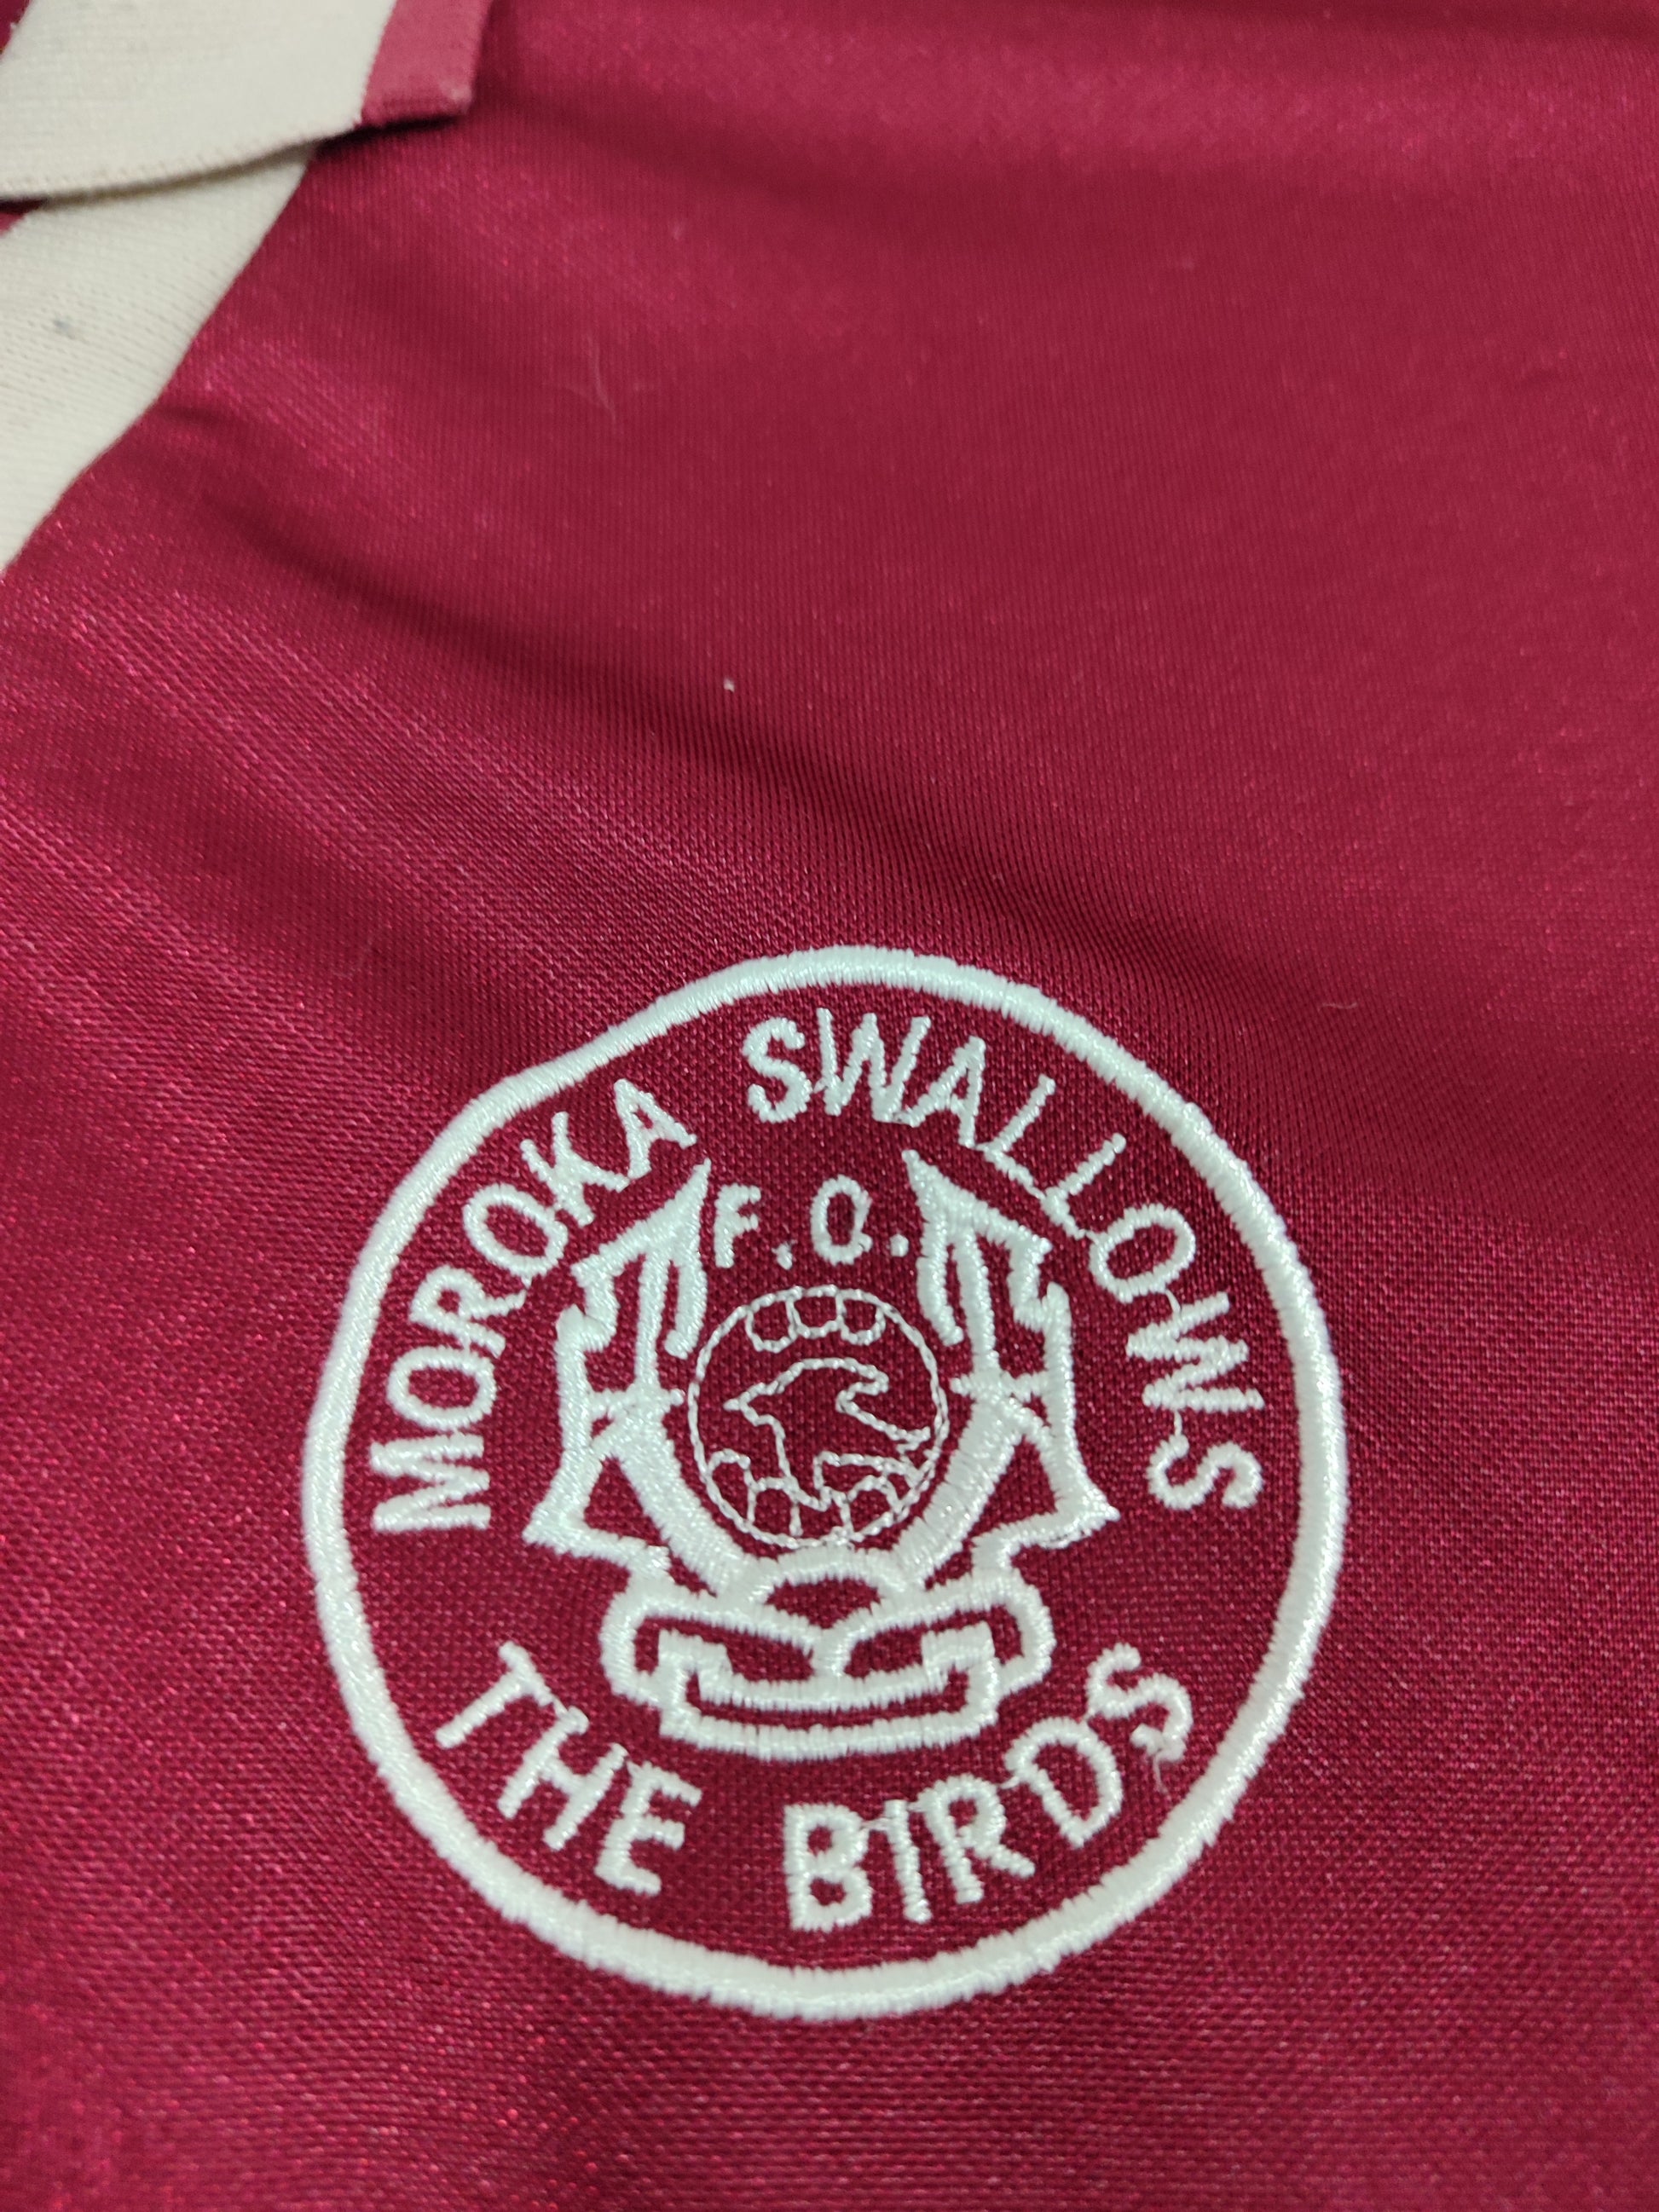 MOROKA SWALLOWS
F.C.
THE BIRDS